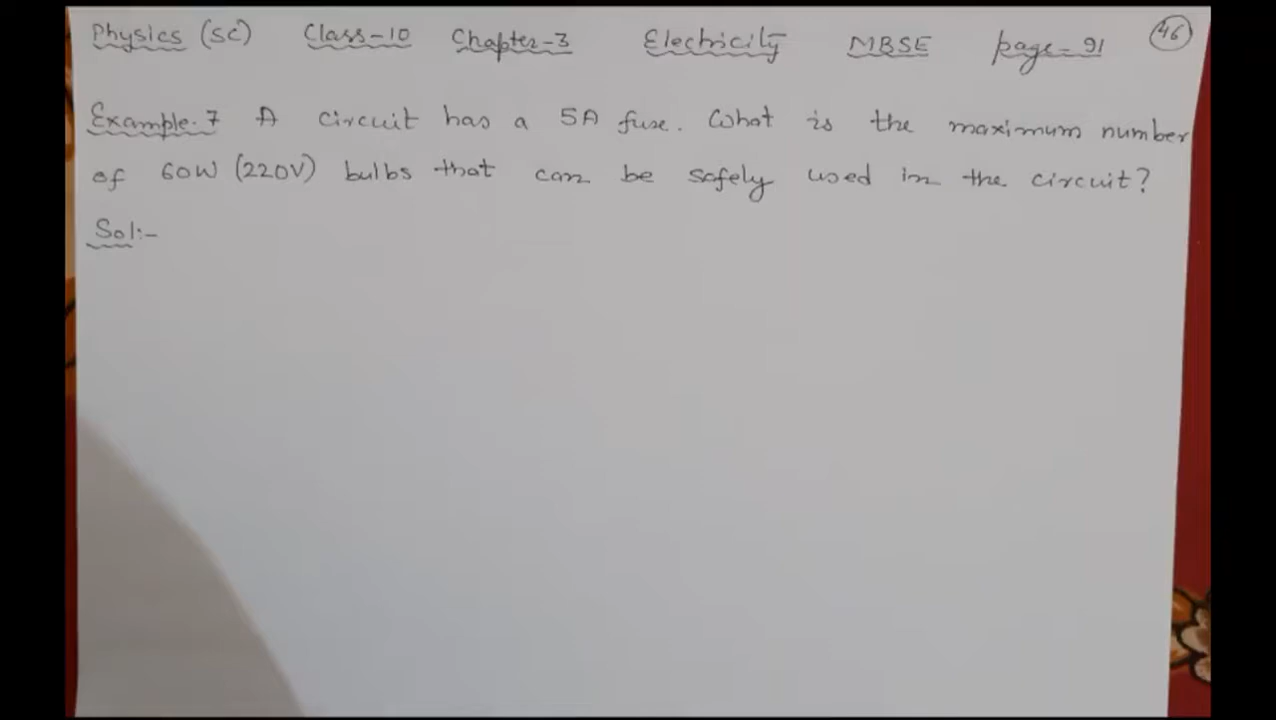 Physics (SC) Class-10 Chapter-3 Electricity MBSE page-91 46
Example.7 A circuit has a 5A fuse. What is the maximum number
of 60W (220V) bulbs that can be safely used in the circuit?
Sol:-